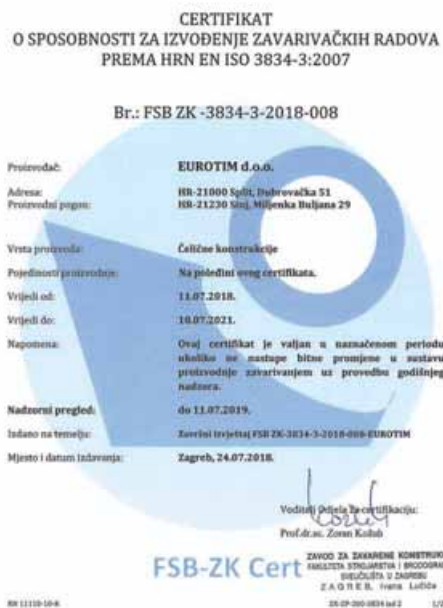 CERTIFIKAT
O SPOSOBNOSTI ZA IZVOĐENJE ZAVARIVAČKIH RADOVA
PREMA HRN EN ISO 3834-3:2007
Br.: FSB ZK -3834-3-2018-008
Proizvođač: EUROTIM d.o.o.
Adresa: HR-21000 Split, Dubrovačka 51
Proizvodni pogon: HR-21230 Sinj, Miljenka Buljana 29
Vrsta proizvoda: Čelične konstrukcije
Pojedinosti proizvodnje: Na poleđini ovog certifikata.
Vrijedi od: 11.07.2018.
Vrijedi do: 10.07.2021.
Napomena: Ovaj certifikat je valjan u naznačenom periodu
ukoliko ne nastupe bitne promjene u sustavu
proizvodnje zavarivanjem uz provedbu godišnjeg
nadzora.
Nadzorni pregled: do 11.07.2019.
Izdano na temelju: Završni izvještaj FSB ZK-3834-3-2018-008-EUROTIM
Mjesto i datum izdavanja: Zagreb, 24.07.2018.
Voditelj Odjela za certifikaciju:
Prof.dr.sc. Zoran Kožuh
FSB-ZK Cert
ZAVOD ZA ZAVARENE KONSTRUKC
FAKULTETA STROJARSTVA I BRODOGRAD
SVEUČILIŠTA U ZAGREBU
ZAGREB, Ivana Lučića
1/2